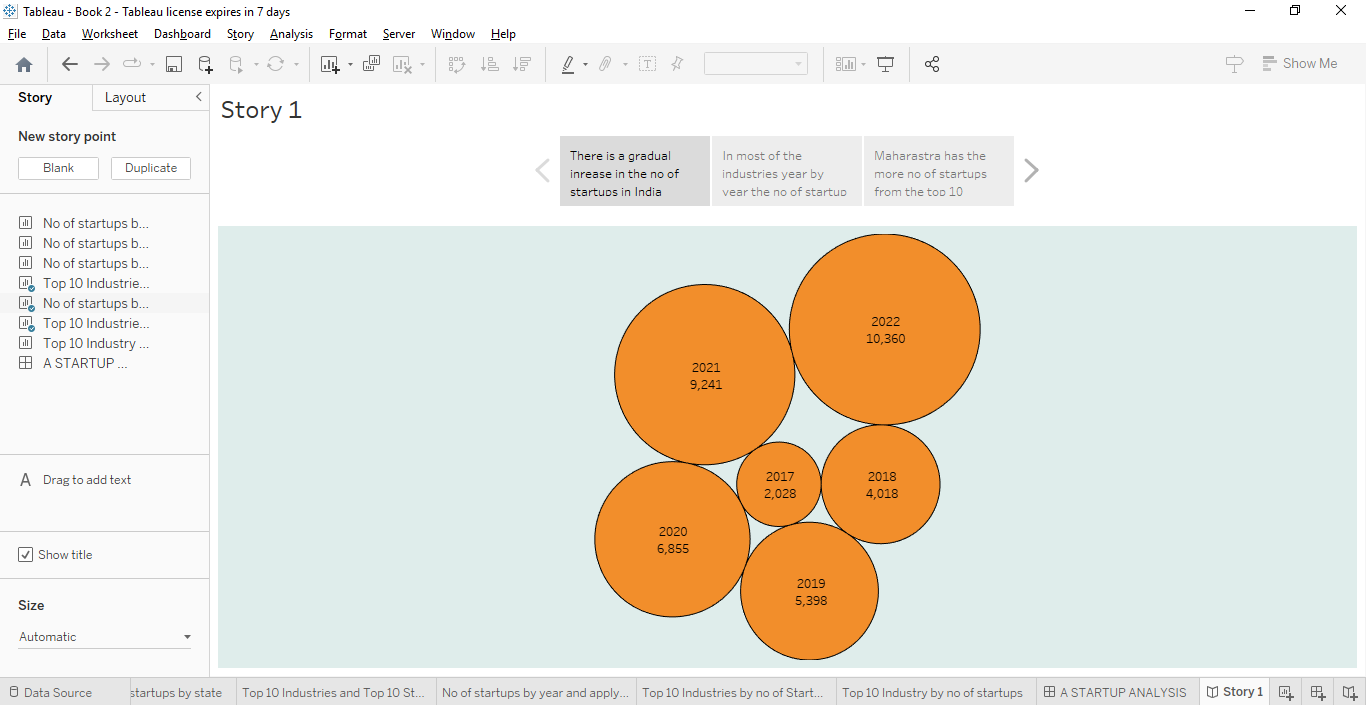 Tableau - Book 2 - Tableau license expires in 7 days
File Data Worksheet Dashboard Story Analysis Format Server Window Help
Show Me
Story Layout
New story point
Blank Duplicate
No of startups b...
No of startups b...
No of startups b...
Top 10 Industrie...
No of startups b...
Top 10 Industrie...
Top 10 Industry ...
A STARTUP ...
A Drag to add text
Show title
Size
Automatic
Story 1
There is a gradual
inrease in the no of
startups in India
In most of the
industries year by
year the no of startup
Maharastra has the
more no of startups
from the top 10
2022
10,360
2021
9,241
2017
2,028
2018
4,018
2020
6,855
2019
5,398
Data Source startups by state Top 10 Industries and Top 10 St... No of startups by year and apply... Top 10 Industries by no of Start... Top 10 Industry by no of startups A STARTUP ANALYSIS Story 1